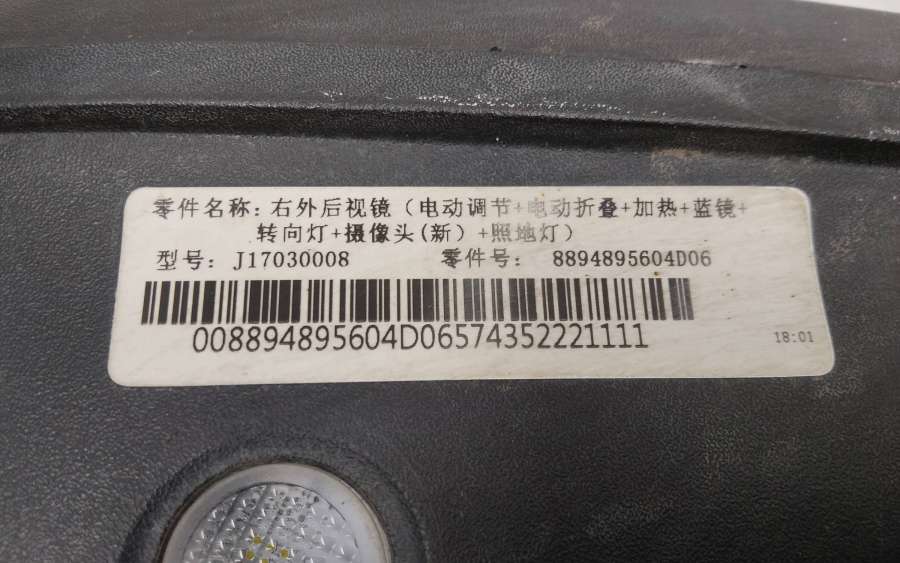 零件名称：右外后视镜（电动调节+电动折叠+加热+蓝镜+
转向灯+摄像头(新）+照地灯）
型号：J17030008 零件号： 8894895604D06
008894895604D06574352221111
18:01